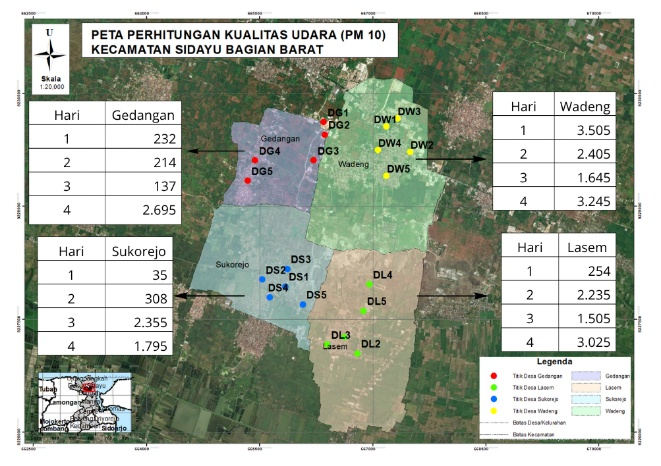 PETA PERHITUNGAN KUALITAS UDARA (PM 10)
KECAMATAN SIDAYU BAGIAN BARAT
U
Skala
1:20,000
Hari Gedangan
1 232
2 214
3 137
4 2.695
Hari Wadeng
1 3.505
2 2.405
3 1.645
4 3.245
Hari Sukorejo
1 35
2 308
3 2.355
4 1.795
Hari Lasem
1 254
2 2.235
3 1.505
4 3.025
DG1
DG2
Gedangan
DG4
DG3
DG5
DW3
DW1
DW4
DW2
Wadeng
DW5
Sukorejo
DS3
DS2
DS1
DS4
DS5
DL4
DL5
DL3
Lasem
DL2
Legenda
Titik Desa Gedangan
Titik Desa Lasem
Titik Desa Sukorejo
Titik Desa Wadeng
Batas Desa/Kelurahan
Batas Kecamatan
Gedangan
Lasem
Sukorejo
Wadeng
Tuban
Lamongan
Mojokerto
Jombang
Sidoarjo